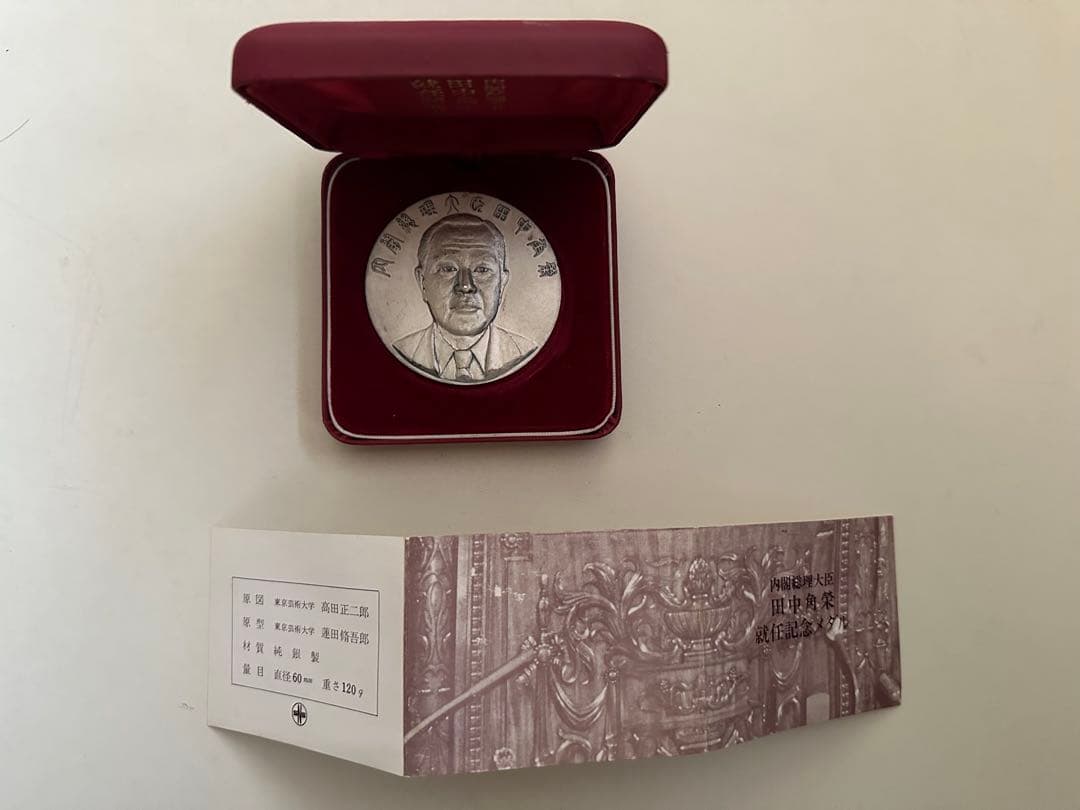 内閣総理大臣田中角榮
原図 東京芸術大学 高田正二郎
原型 東京芸術大学 蓮田脩吾郎
材質 純銀製
量目 直径60mm 重さ120g
内閣総理大臣
田中角榮
就任記念メダル